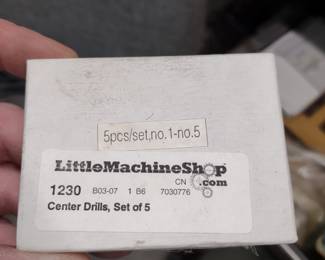 5pcs/set,no.1-no.5
LittleMachineShop
CN .com
1230 B03-07 1 B6 7030776
Center Drills, Set of 5